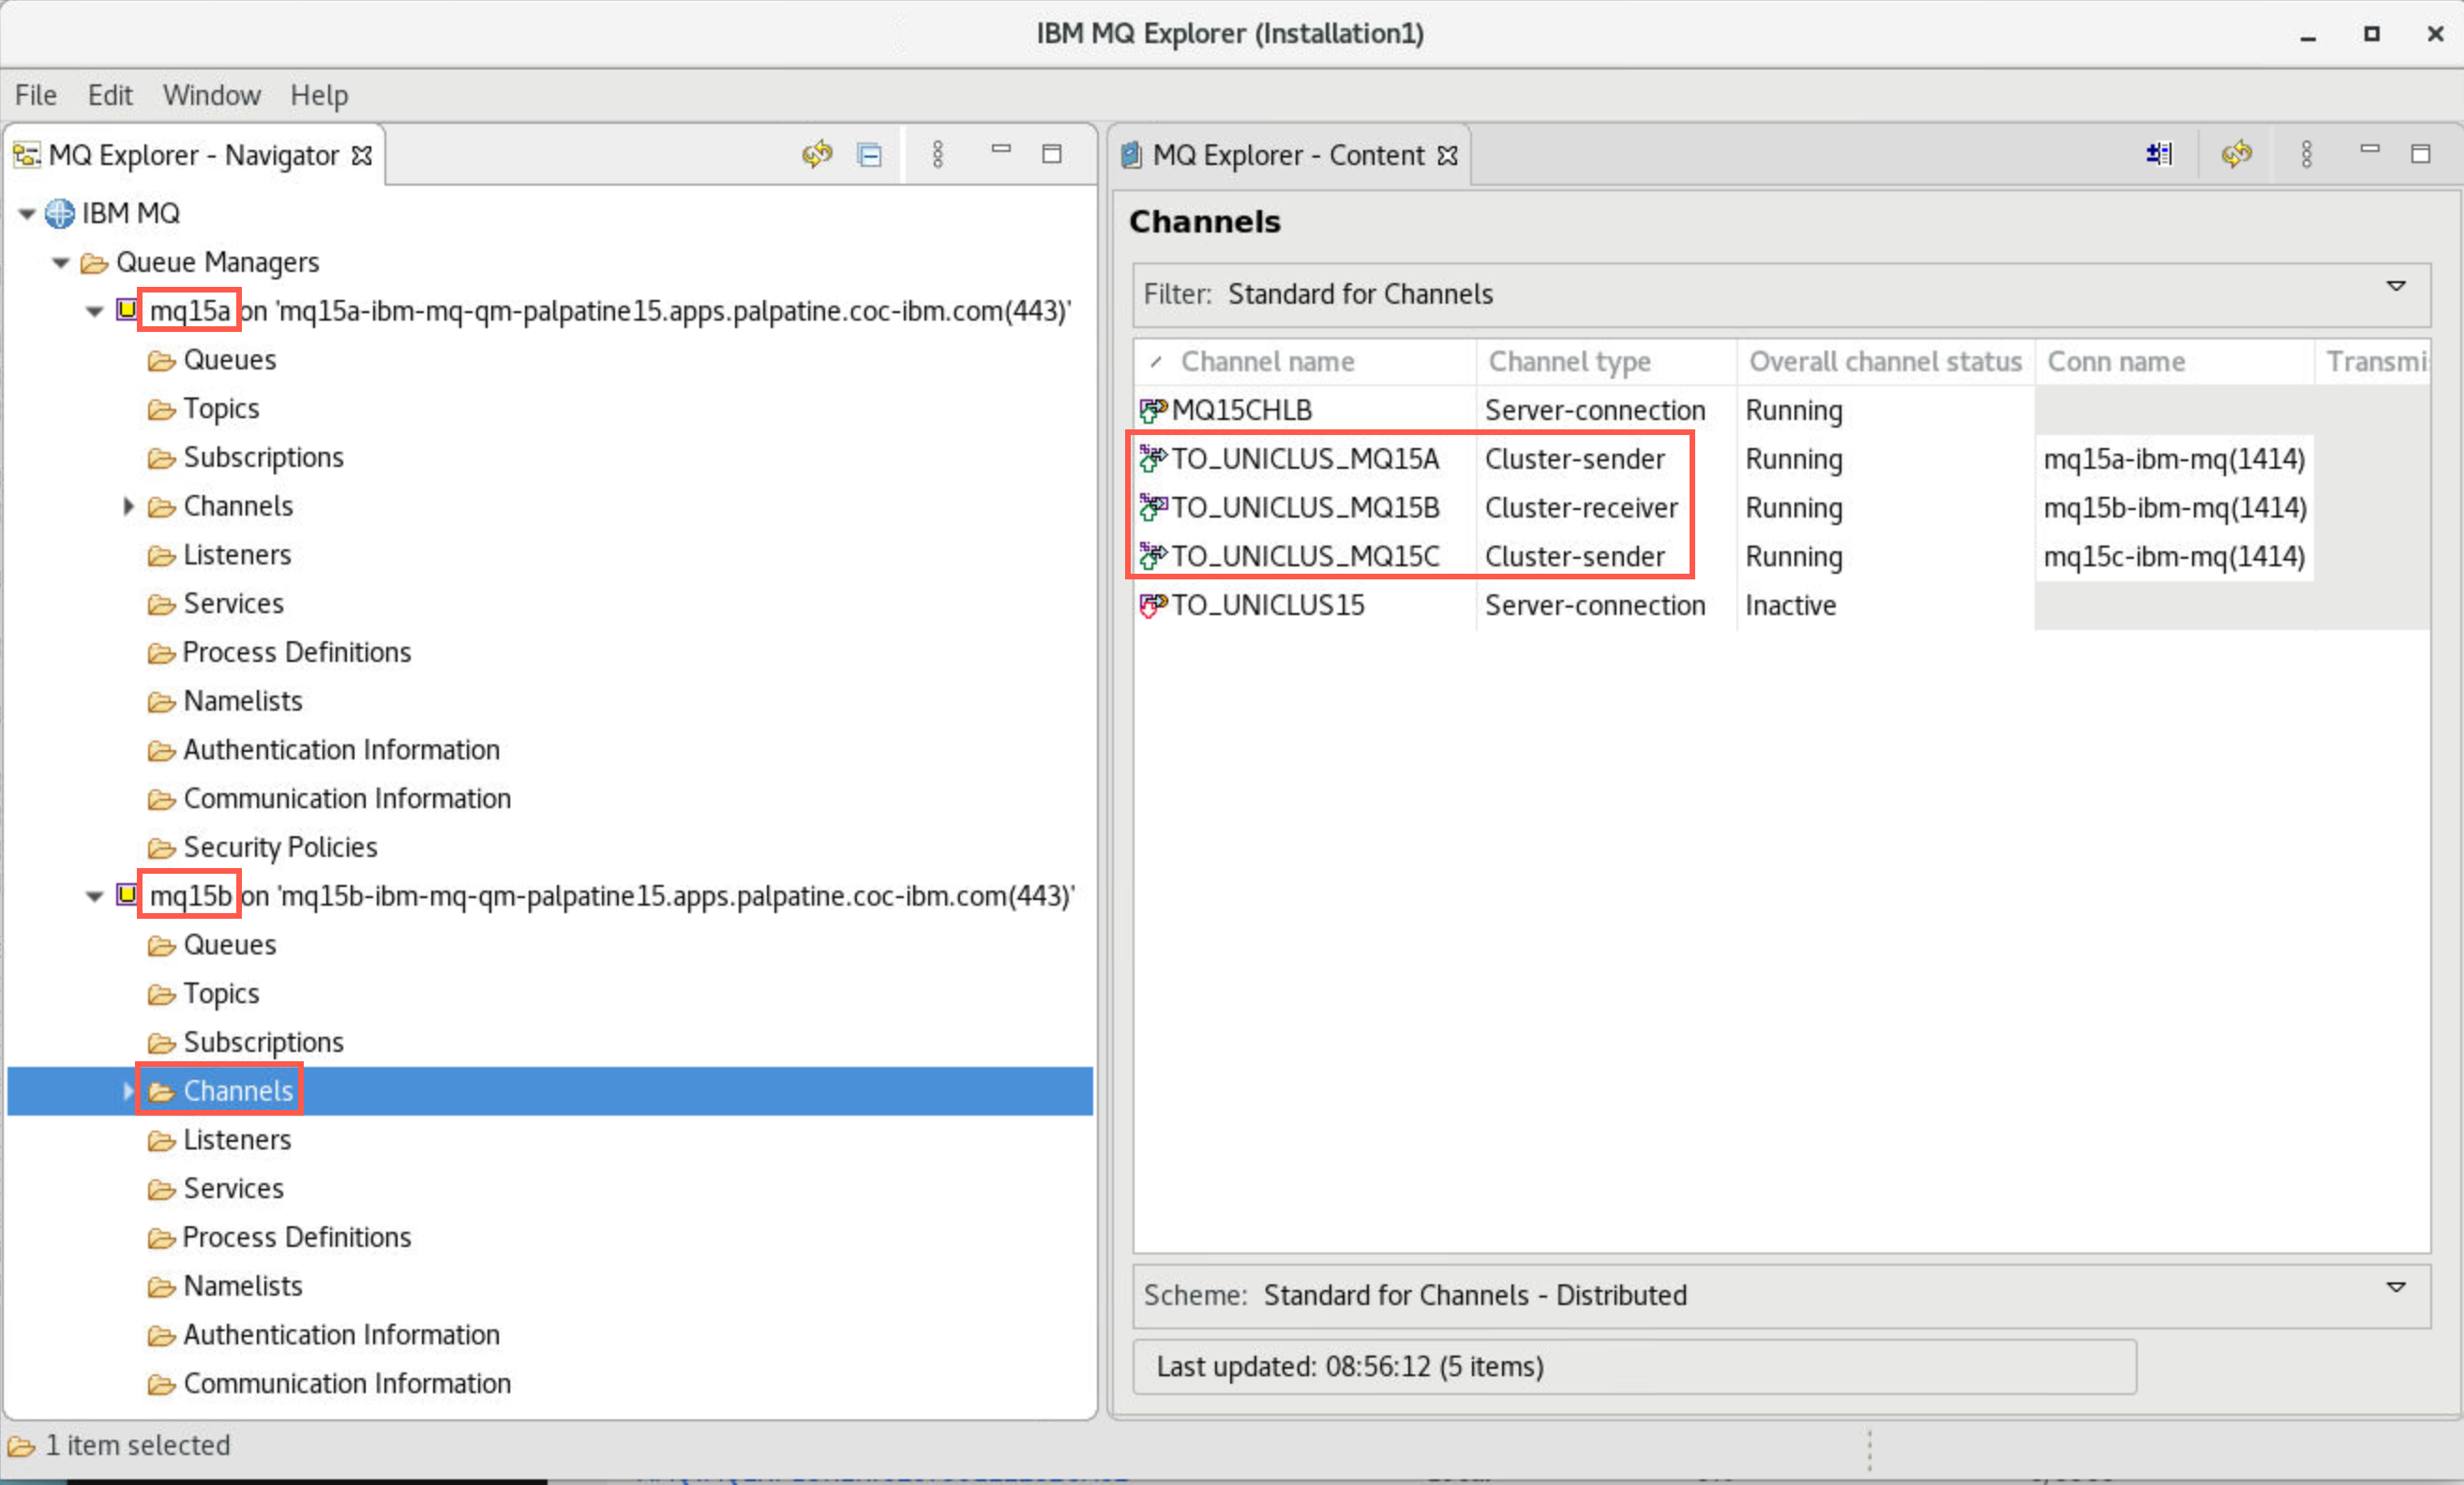 IBM MQ Explorer (Installation1)
File Edit Window Help
MQ Explorer - Navigator
IBM MQ
Queue Managers
mq15a on 'mq15a-ibm-mq-qm-palpatine15.apps.palpatine.coc-ibm.com(443)'
Queues
Topics
Subscriptions
Channels
Listeners
Services
Process Definitions
Namelists
Authentication Information
Communication Information
Security Policies
mq15b on 'mq15b-ibm-mq-qm-palpatine15.apps.palpatine.coc-ibm.com(443)'
Queues
Topics
Subscriptions
Channels
Listeners
Services
Process Definitions
Namelists
Authentication Information
Communication Information
MQ Explorer - Content
Channels
Filter: Standard for Channels
Channel name Channel type Overall channel status Conn name Transmi
MQ15CHLB Server-connection Running
TO_UNICLUS_MQ15A Cluster-sender Running mq15a-ibm-mq(1414)
TO_UNICLUS_MQ15B Cluster-receiver Running mq15b-ibm-mq(1414)
TO_UNICLUS_MQ15C Cluster-sender Running mq15c-ibm-mq(1414)
TO_UNICLUS15 Server-connection Inactive
Scheme: Standard for Channels - Distributed
Last updated: 08:56:12 (5 items)
1 item selected